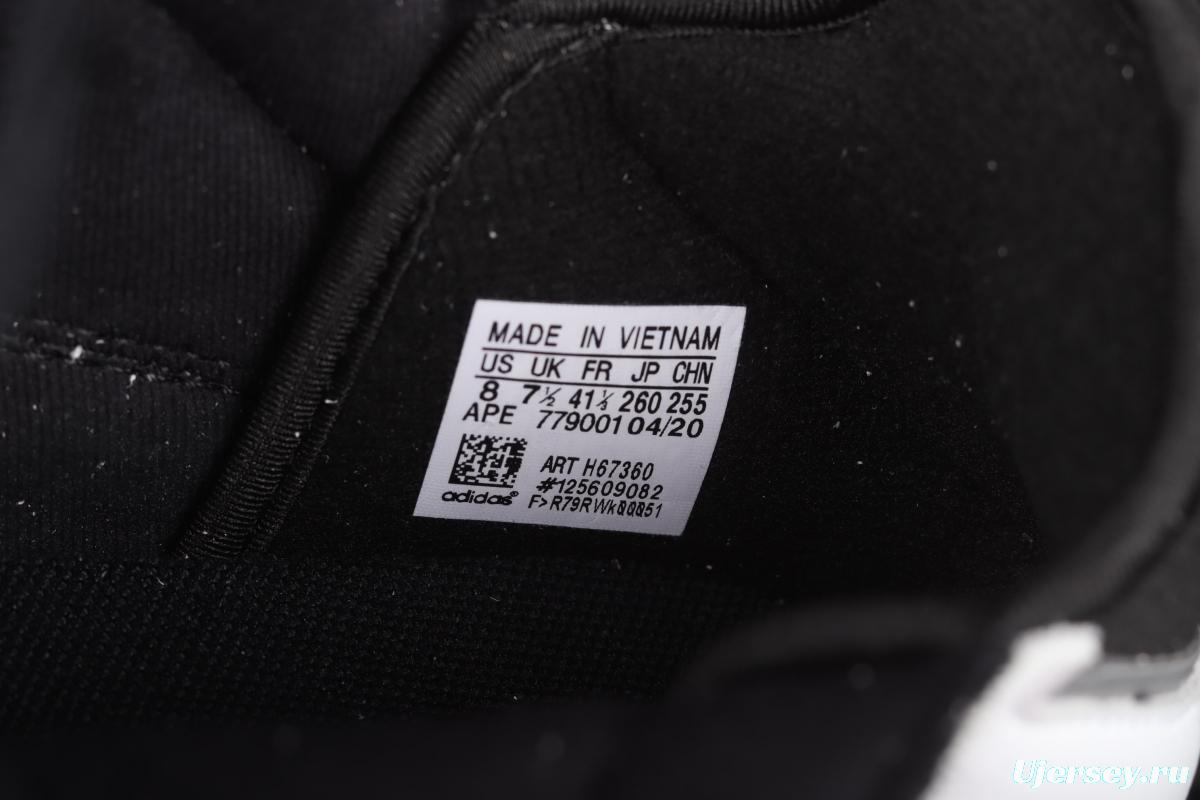 MADE IN VIETNAM
US UK FR JP CHN
8 7½ 41⅓ 260 255
APE 779001 04/20
ART H67360
#125609082
adidas®
F>R79RWk00051
Ujersey.ru